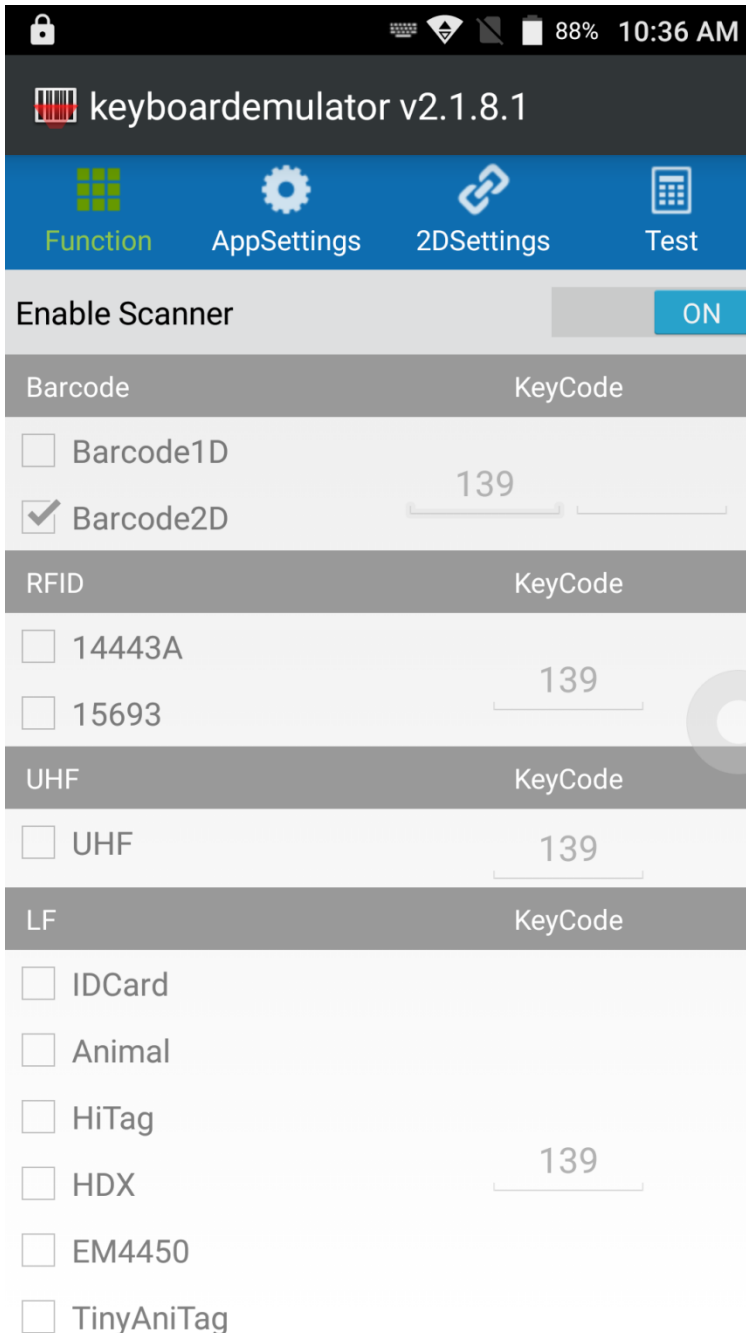 88% 10:36 AM
keyboardemulator v2.1.8.1
Function AppSettings 2DSettings Test
Enable Scanner ON
Barcode KeyCode
Barcode1D
139
Barcode2D
RFID KeyCode
14443A
139
15693
UHF KeyCode
UHF 139
LF KeyCode
IDCard
Animal
HiTag
139
HDX
EM4450
TinyAniTag